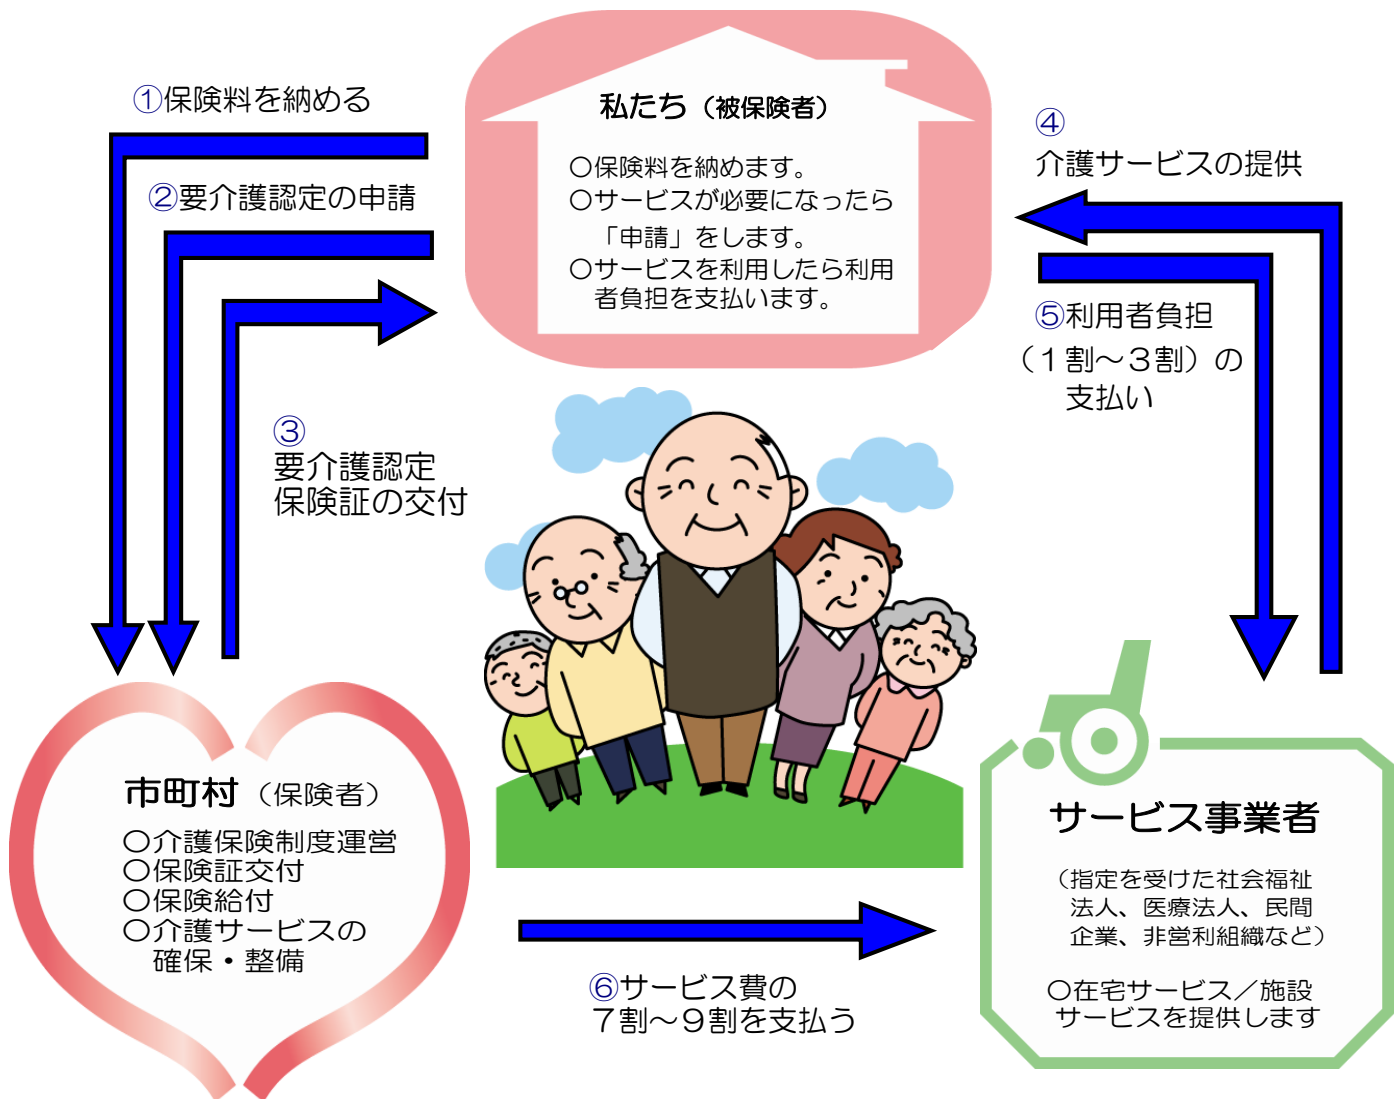 ①保険料を納める
②要介護認定の申請
③
要介護認定
保険証の交付
私たち（被保険者）
〇保険料を納めます。
〇サービスが必要になったら
「申請」をします。
〇サービスを利用したら利用
者負担を支払います。
④
介護サービスの提供
⑤利用者負担
（１割～３割）の
支払い
市町村（保険者）
〇介護保険制度運営
〇保険証交付
〇保険給付
〇介護サービスの
確保・整備
⑥サービス費の
７割～９割を支払う
サービス事業者
（指定を受けた社会福祉
法人、医療法人、民間
企業、非営利組織など）
〇在宅サービス／施設
サービスを提供します